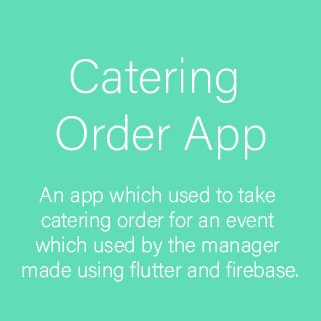 Catering
Order App
An app which used to take
catering order for an event
which used by the manager
made using flutter and firebase.